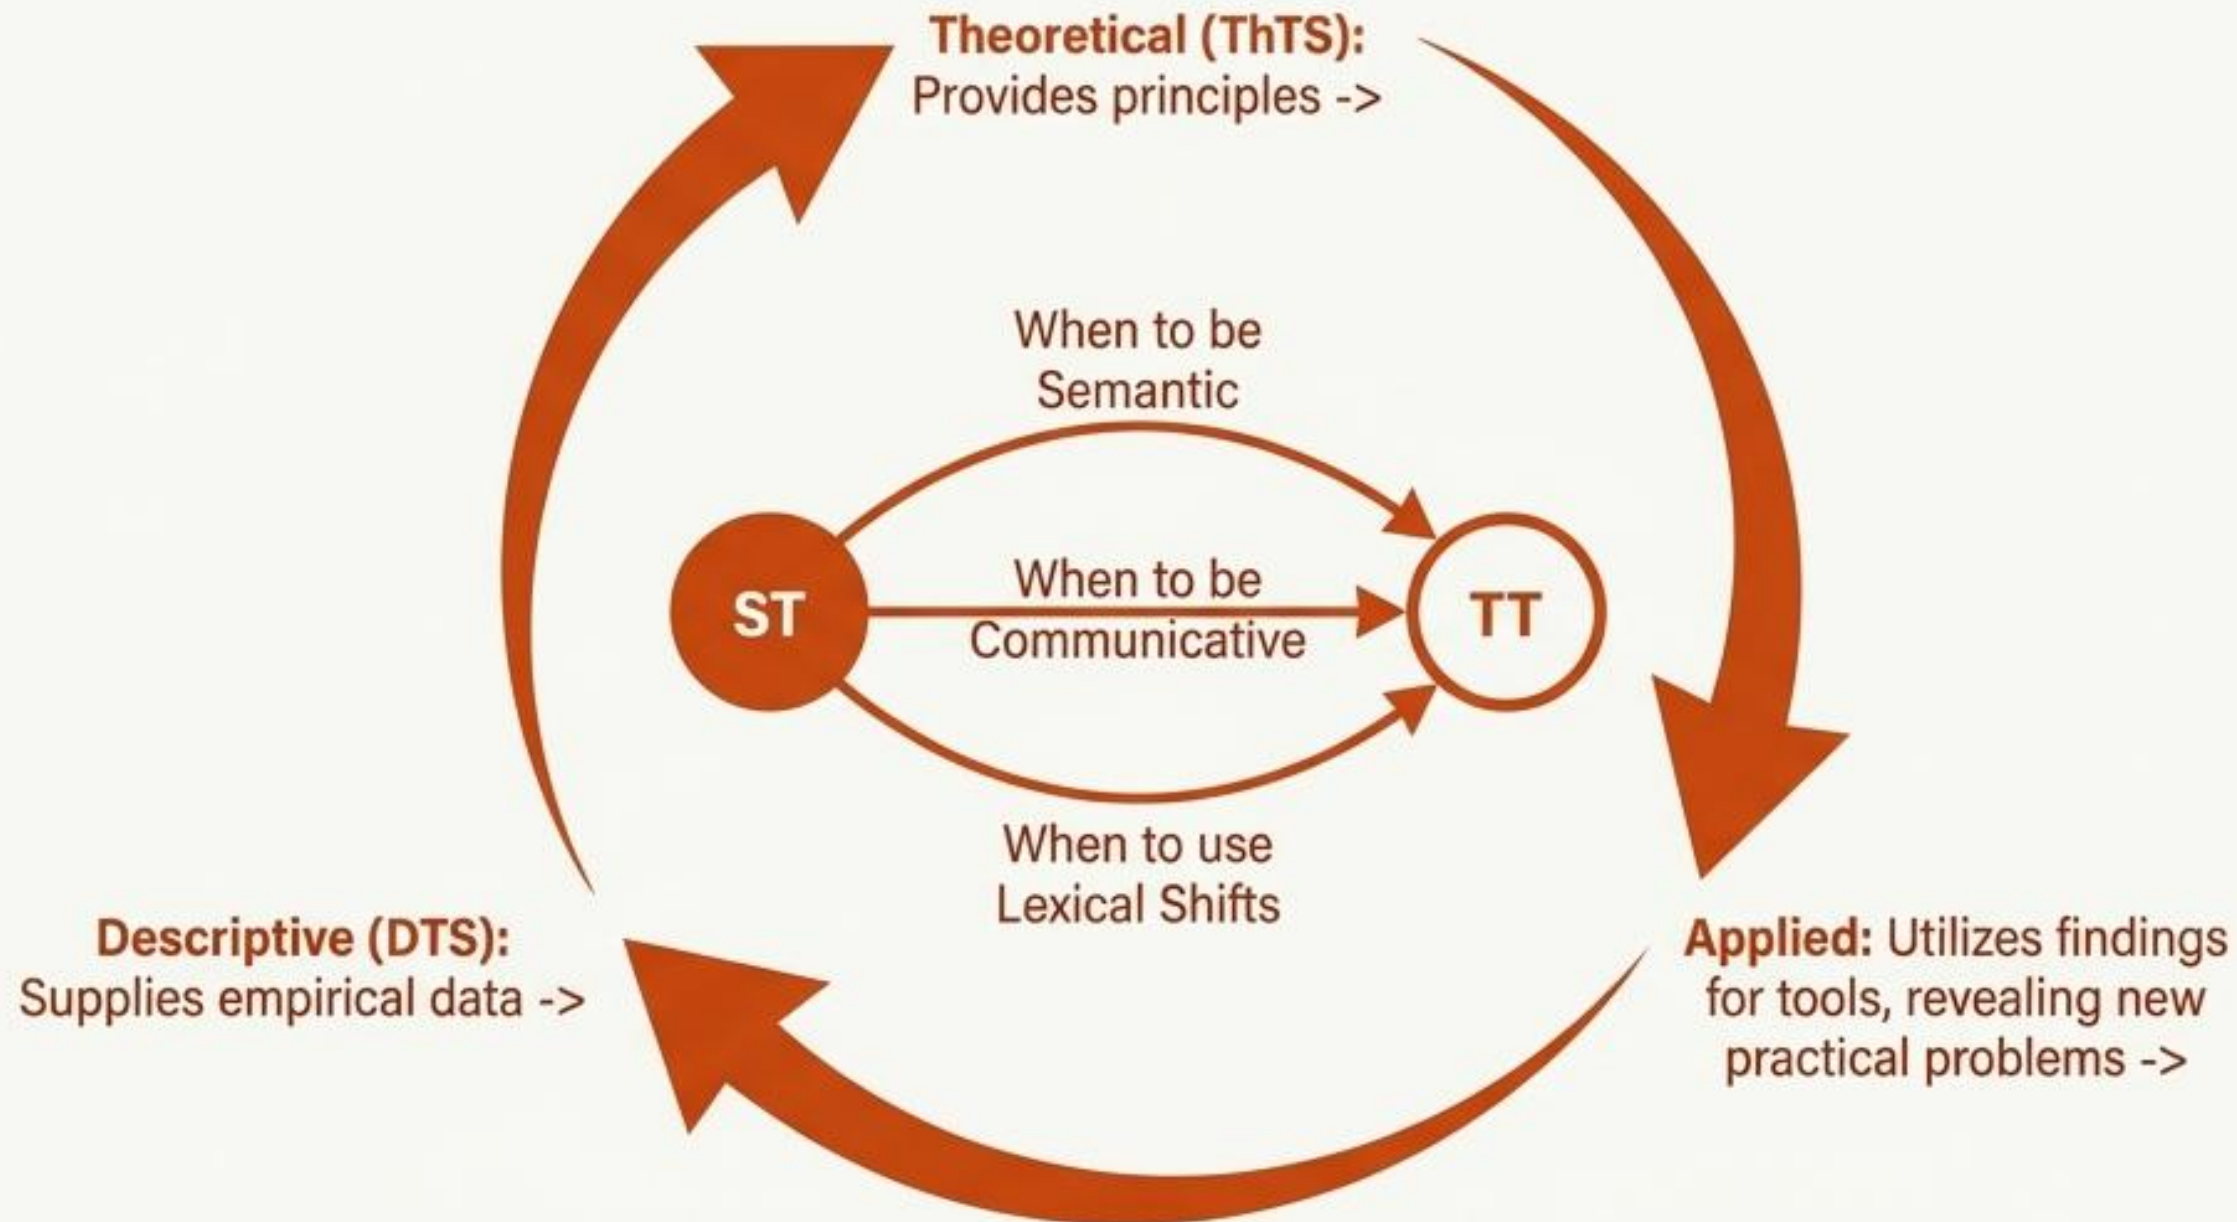 Theoretical (ThTS):
Provides principles ->
When to be
Semantic
ST
When to be
Communicative
TT
When to use
Lexical Shifts
Descriptive (DTS):
Supplies empirical data ->
Applied: Utilizes findings
for tools, revealing new
practical problems ->